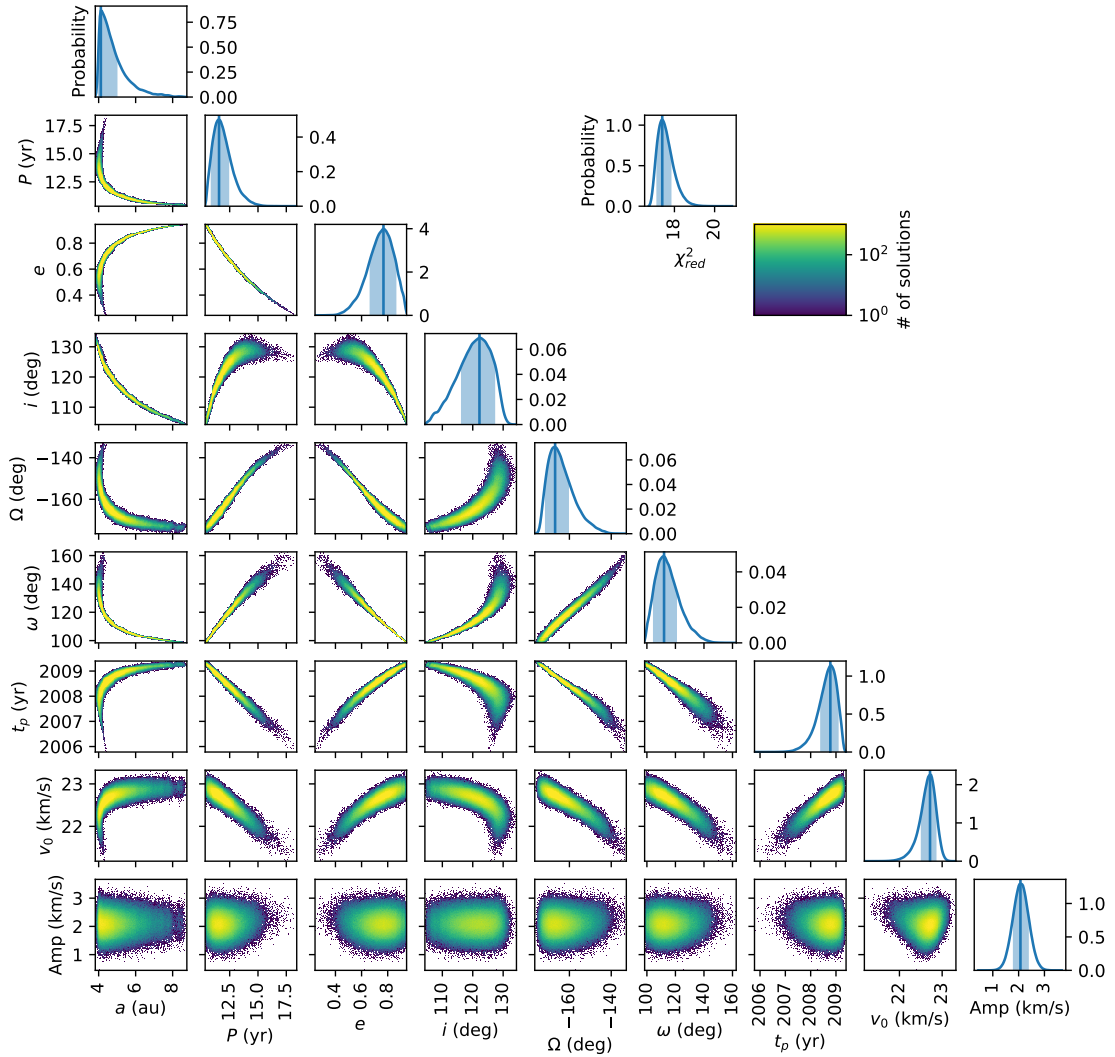 Probability
0.75
0.50
0.25
0.00
P (yr)
17.5
15.0
12.5
0.4
0.2
0.0
Probability
1.0
0.5
0.0
18
20
χ²red
e
0.8
0.6
0.4
4
2
0
10²
10⁰
# of solutions
i (deg)
130
120
110
0.06
0.04
0.02
0.00
Ω (deg)
−140
−160
0.06
0.04
0.02
0.00
ω (deg)
160
140
120
100
0.04
0.02
0.00
tp (yr)
2009
2008
2007
2006
1.0
0.5
0.0
v0 (km/s)
23
22
2
1
0
Amp (km/s)
3
2
1
1.0
0.5
0.0
4 6 8
12.5 15.0 17.5
0.4 0.6 0.8
110 120 130
−160 −140
100 120 140 160
2006 2007 2008 2009
22 23
1 2 3
a (au)
P (yr)
e
i (deg)
Ω (deg)
ω (deg)
tp (yr)
v0 (km/s)
Amp (km/s)